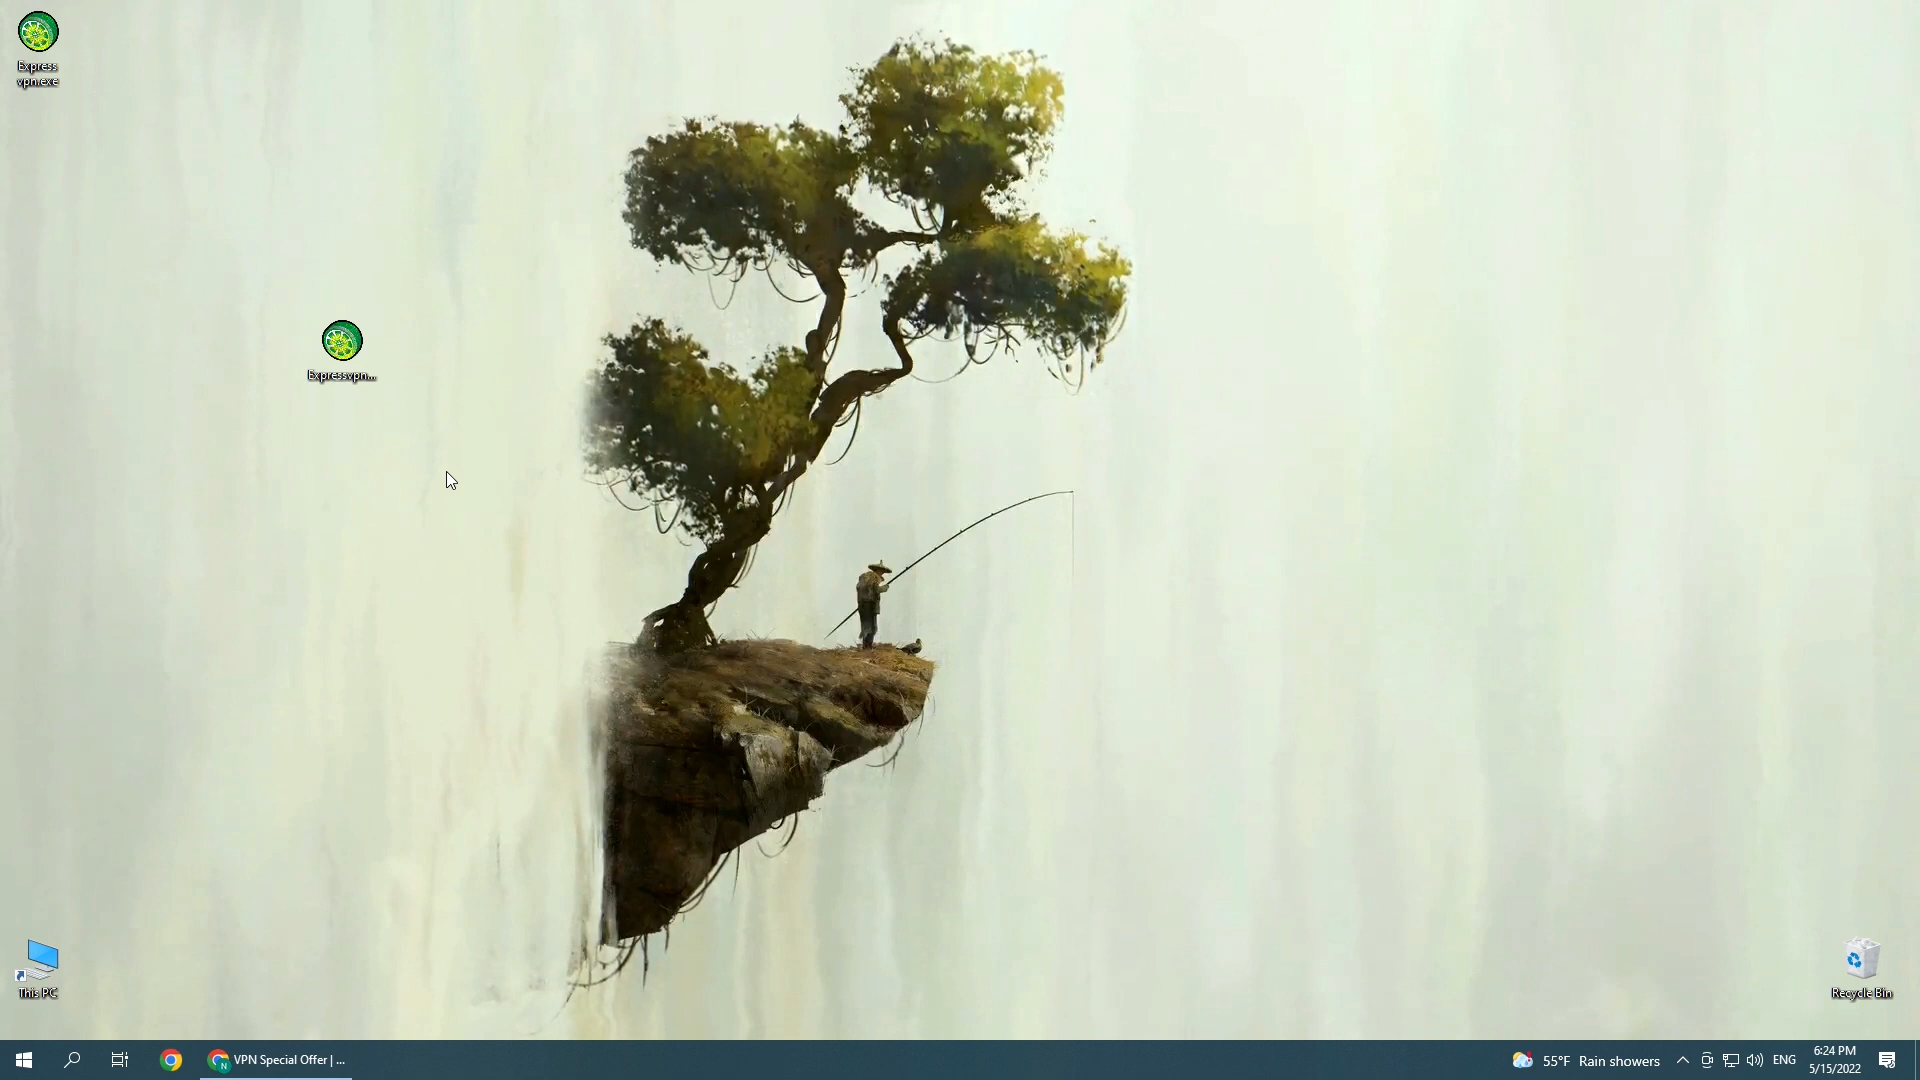 Express
vpn.exe
Expressvpn...
This PC
Recycle Bin
N VPN Special Offer | ...
55°F Rain showers
ENG
6:24 PM
5/15/2022